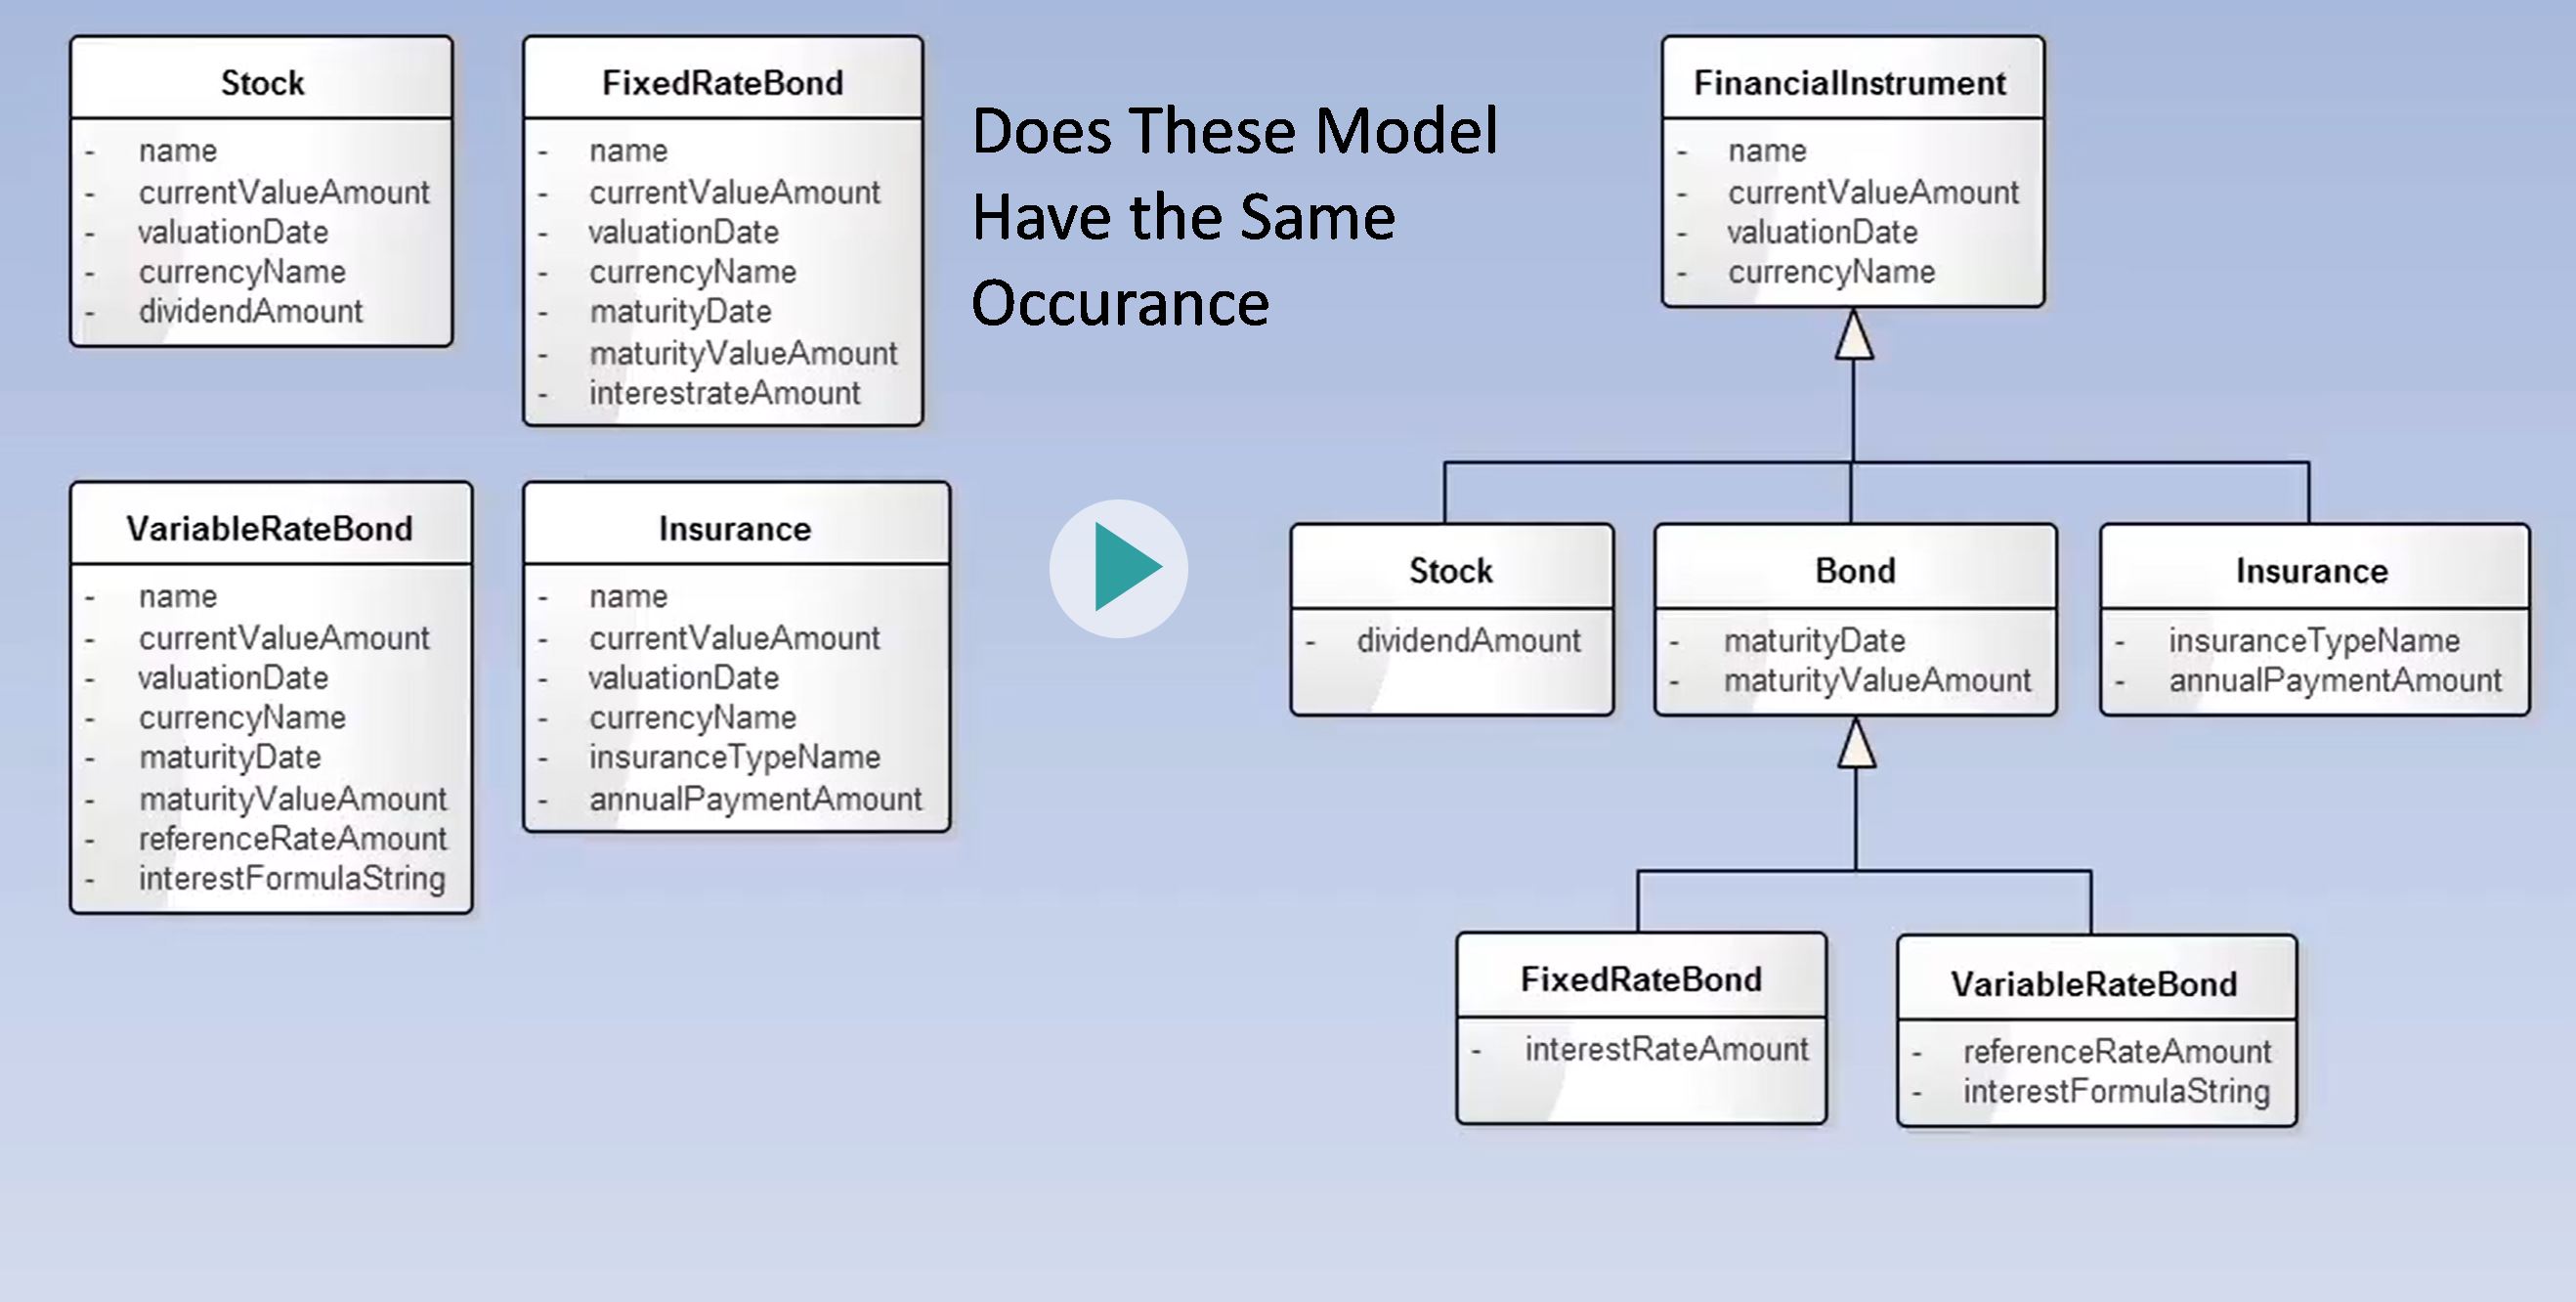 Stock
- name
- currentValueAmount
- valuationDate
- currencyName
- dividendAmount
FixedRateBond
- name
- currentValueAmount
- valuationDate
- currencyName
- maturityDate
- maturityValueAmount
- interestrateAmount
Does These Model
Have the Same
Occurance
VariableRateBond
- name
- currentValueAmount
- valuationDate
- currencyName
- maturityDate
- maturityValueAmount
- referenceRateAmount
- interestFormulaString
Insurance
- name
- currentValueAmount
- valuationDate
- currencyName
- insuranceTypeName
- annualPaymentAmount
FinancialInstrument
- name
- currentValueAmount
- valuationDate
- currencyName
Stock
- dividendAmount
Bond
- maturityDate
- maturityValueAmount
Insurance
- insuranceTypeName
- annualPaymentAmount
FixedRateBond
- interestRateAmount
VariableRateBond
- referenceRateAmount
- interestFormulaString